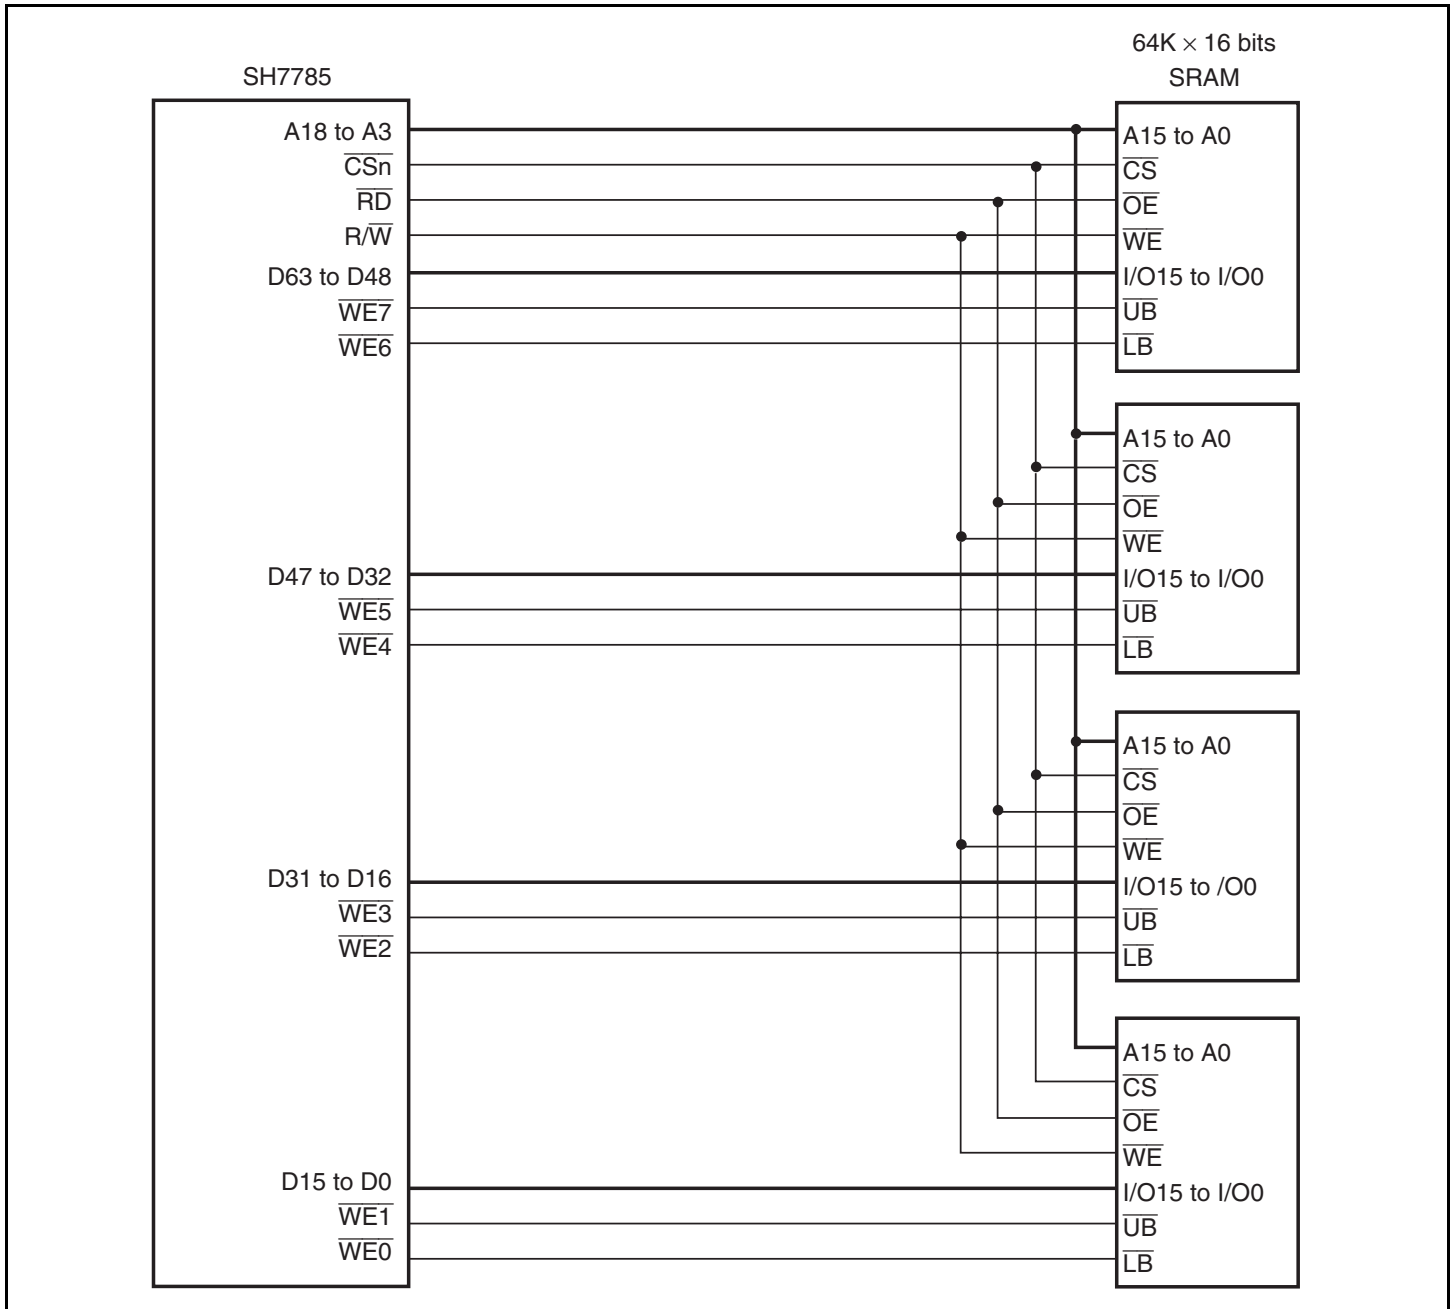 64K × 16 bits
SH7785
SRAM
A18 to A3
CSn
RD
R/W
D63 to D48
WE7
WE6
A15 to A0
CS
OE
WE
I/O15 to I/O0
UB
LB
D47 to D32
WE5
WE4
A15 to A0
CS
OE
WE
I/O15 to I/O0
UB
LB
D31 to D16
WE3
WE2
A15 to A0
CS
OE
WE
I/O15 to /O0
UB
LB
D15 to D0
WE1
WE0
A15 to A0
CS
OE
WE
I/O15 to I/O0
UB
LB